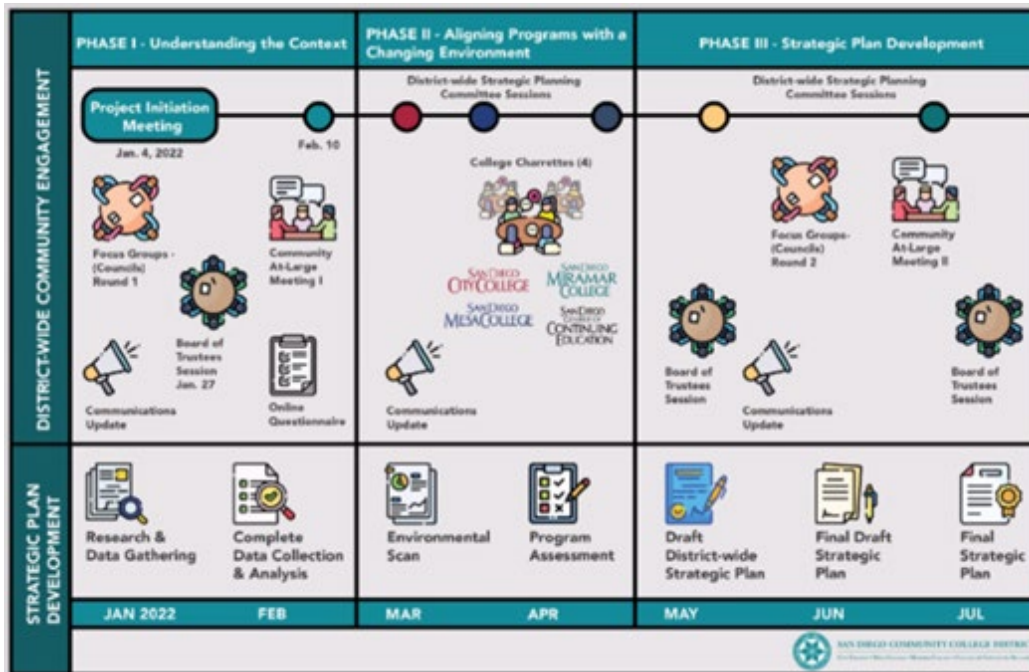 PHASE I - Understanding the Context
PHASE II - Aligning Programs with a
Changing Environment
PHASE III - Strategic Plan Development
DISTRICT-WIDE COMMUNITY ENGAGEMENT
Project Initiation
Meeting
Jan. 4, 2022
Feb. 10
Focus Groups -
(Councils)
Round 1
Community
At-Large
Meeting I
Board of
Trustees
Session
Jan. 27
Communications
Update
Online
Questionnaire
District-wide Strategic Planning
Committee Sessions
College Charrettes (4)
SAN DIEGO
CITY COLLEGE
SAN DIEGO
MIRAMAR
COLLEGE
SAN DIEGO
MESA COLLEGE
SAN DIEGO
COLLEGE OF
CONTINUING
EDUCATION
Communications
Update
District-wide Strategic Planning
Committee Sessions
Focus Groups-
(Councils)
Round 2
Community
At-Large
Meeting II
Board of
Trustees
Session
Communications
Update
Board of
Trustees
Session
STRATEGIC PLAN
DEVELOPMENT
Research &
Data Gathering
Complete
Data Collection
& Analysis
Environmental
Scan
Program
Assessment
Draft
District-wide
Strategic Plan
Final Draft
Strategic
Plan
Final
Strategic
Plan
JAN 2022
FEB
MAR
APR
MAY
JUN
JUL
SAN DIEGO COMMUNITY COLLEGE DISTRICT